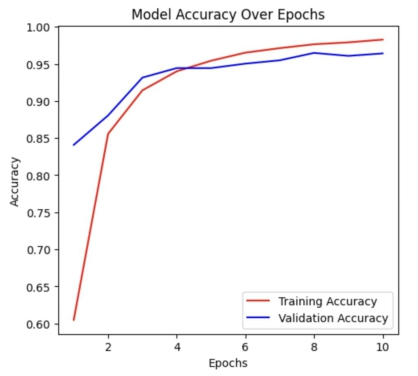 Model Accuracy Over Epochs
1.00
0.95
0.90
0.85
0.80
0.75
0.70
0.65
0.60
Accuracy
Training Accuracy
Validation Accuracy
2 4 6 8 10
Epochs